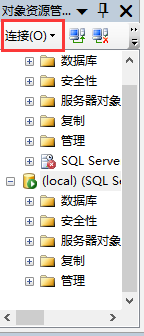 对象资源管
连接(O)
数据库
安全性
服务器对象
复制
管理
SQL Serve
(local) (SQL Se
数据库
安全性
服务器对象
复制
管理